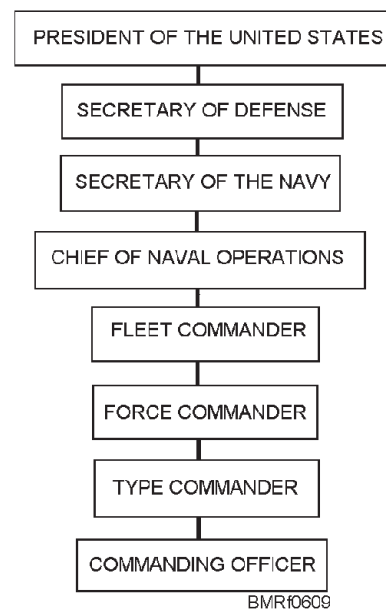 PRESIDENT OF THE UNITED STATES
SECRETARY OF DEFENSE
SECRETARY OF THE NAVY
CHIEF OF NAVAL OPERATIONS
FLEET COMMANDER
FORCE COMMANDER
TYPE COMMANDER
COMMANDING OFFICER
BMRf0609